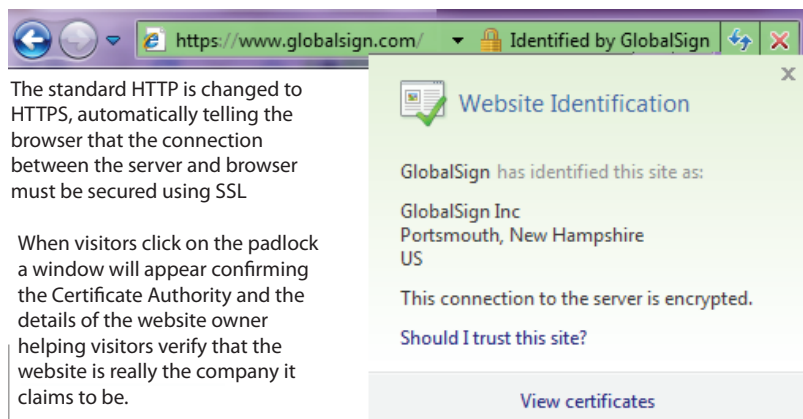 https://www.globalsign.com/ Identified by GlobalSign
The standard HTTP is changed to
HTTPS, automatically telling the
browser that the connection
between the server and browser
must be secured using SSL
When visitors click on the padlock
a window will appear confirming
the Certificate Authority and the
details of the website owner
helping visitors verify that the
website is really the company it
claims to be.
Website Identification
GlobalSign has identified this site as:
GlobalSign Inc
Portsmouth, New Hampshire
US
This connection to the server is encrypted.
Should I trust this site?
View certificates